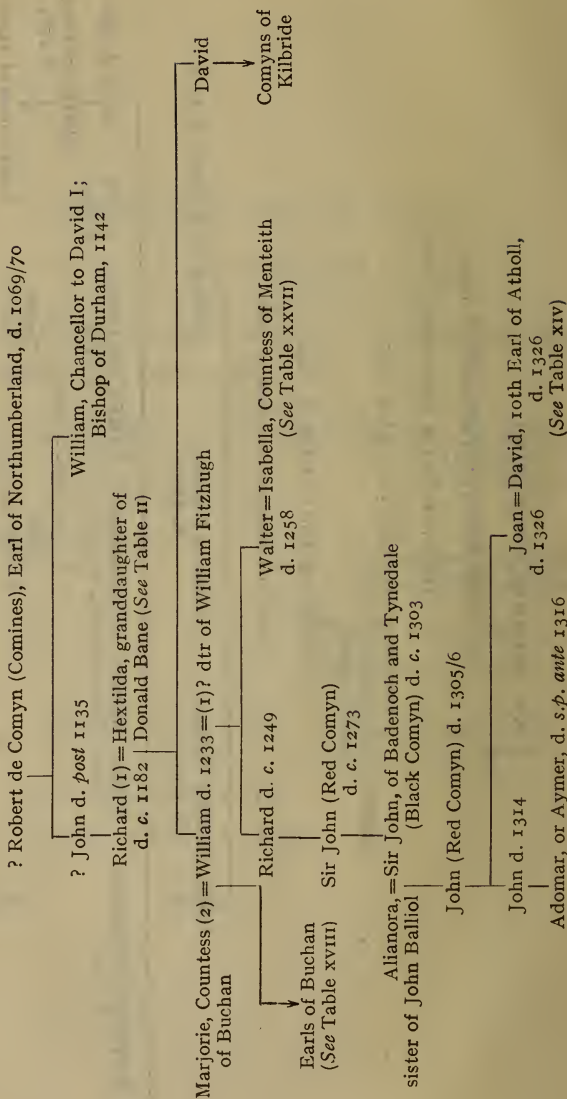 ? Robert de Comyn (Comines), Earl of Northumberland, d. 1069/70
? John d. post 1135
William, Chancellor to David I;
Bishop of Durham, 1142
Richard (1)=Hextilda, granddaughter of
d. c. 1182 Donald Bane (See Table II)
Marjorie, Countess (2)=William d. 1233=(1)? dtr of William Fitzhugh
of Buchan
David
Earls of Buchan
(See Table XVIII)
Richard d. c. 1249
Walter=Isabella, Countess of Menteith
d. 1258 (See Table XXVII)
Comyns of
Kilbride
Sir John (Red Comyn)
d. c. 1273
Alianora,=Sir John, of Badenoch and Tynedale
sister of John Balliol (Black Comyn) d. c. 1303
John (Red Comyn) d. 1305/6
John d. 1314
Joan=David, 10th Earl of Atholl,
d. 1326 d. 1326
(See Table XIV)
Adomar, or Aymer, d. s.p. ante 1316